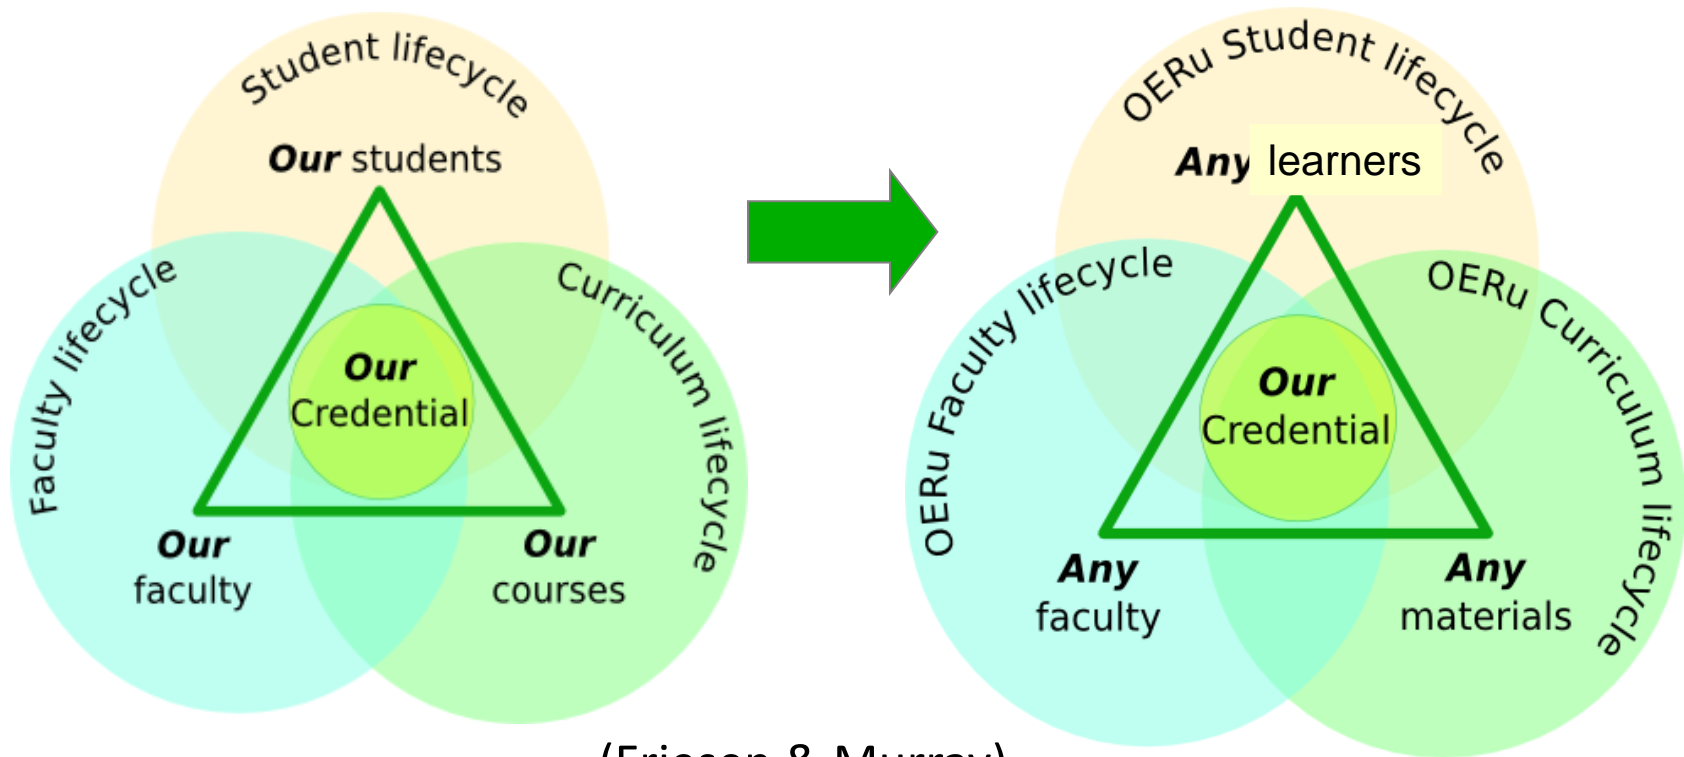 Student lifecycle
Our students
Faculty lifecycle
Curriculum lifecycle
Our
Credential
Our
faculty
Our
courses
OERu Student lifecycle
Any learners
OERu Faculty lifecycle
OERu Curriculum lifecycle
Our
Credential
Any
faculty
Any
materials
& Murray)